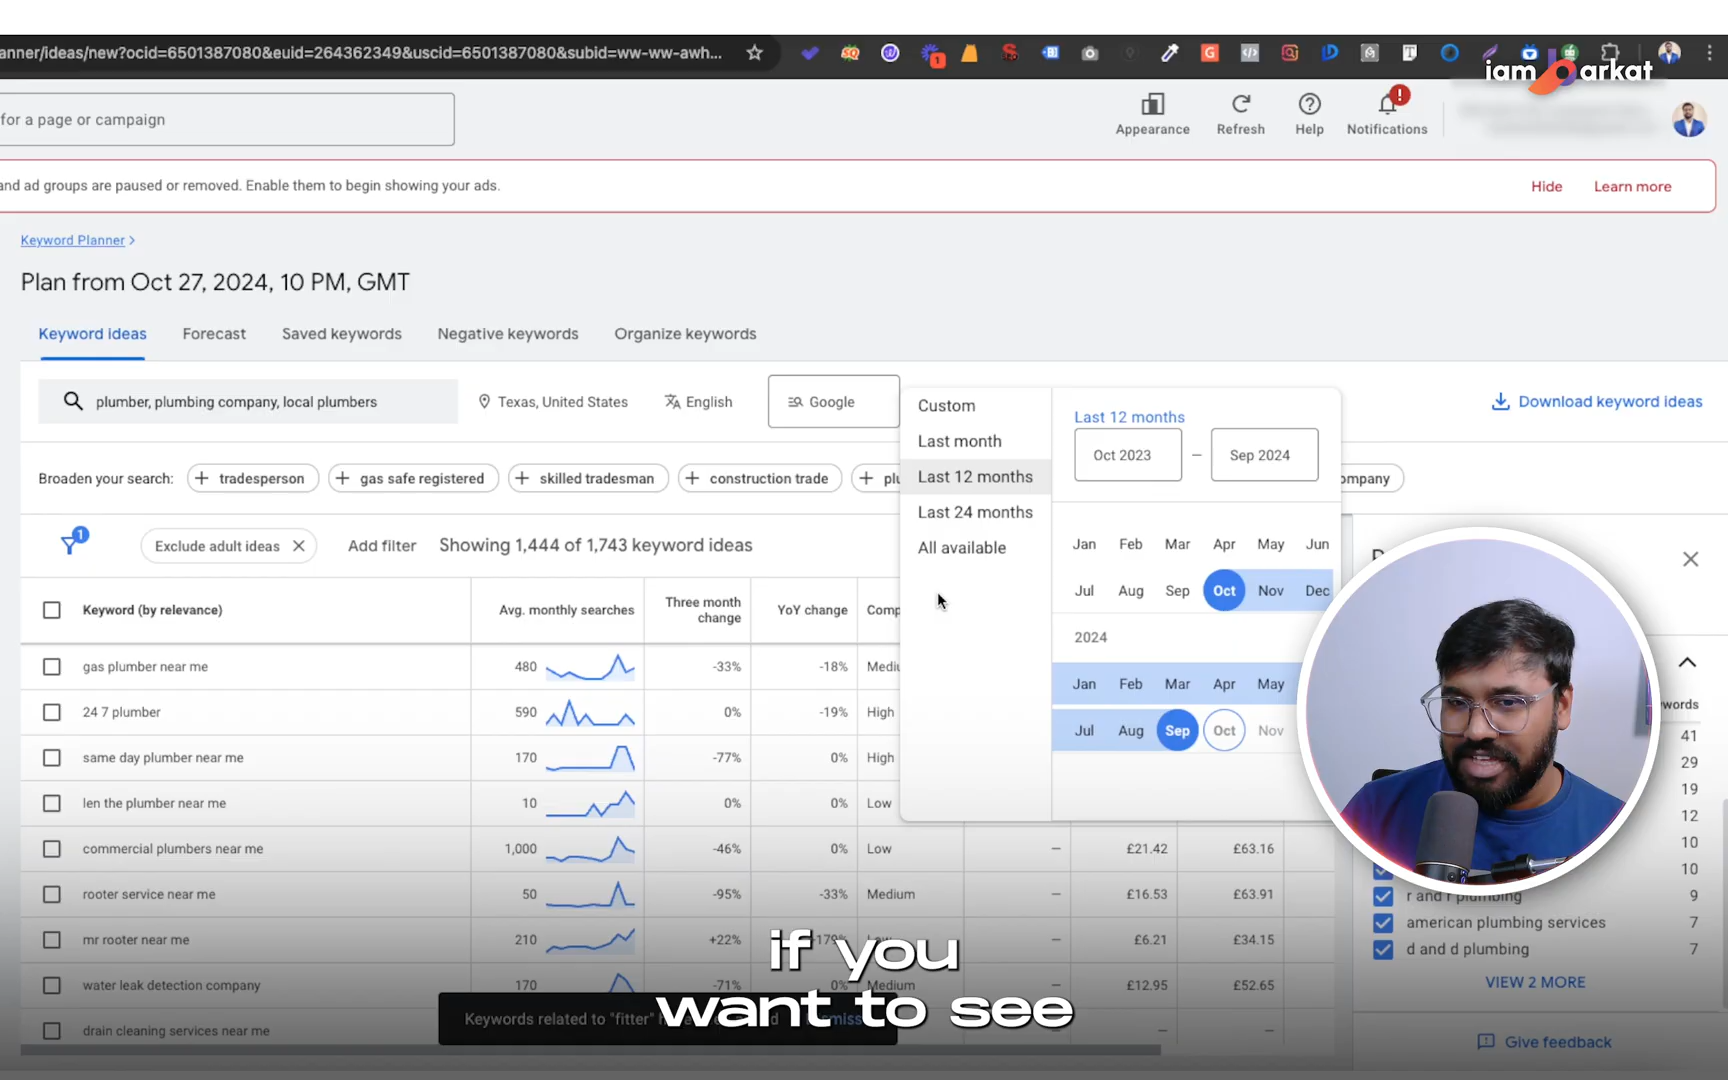 anner/ideas/new?ocid=6501387080&euid=264362349&uscid=6501387080&subid=ww-ww-awh...
iam arkat
for a page or campaign
Appearance
Refresh
Help
Notifications
and ad groups are paused or removed. Enable them to begin showing your ads.
Hide
Learn more
Keyword Planner >
Plan from Oct 27, 2024, 10 PM, GMT
Keyword ideas
Forecast
Saved keywords
Negative keywords
Organize keywords
plumber, plumbing company, local plumbers
Texas, United States
English
Google
Custom
Last month
Last 12 months
Last 24 months
All available
Last 12 months
Oct 2023 – Sep 2024
Jan Feb Mar Apr May Jun
Jul Aug Sep Oct Nov Dec
2024
Jan Feb Mar Apr May
Jul Aug Sep Oct Nov
Download keyword ideas
Broaden your search:
+ tradesperson
+ gas safe registered
+ skilled tradesman
+ construction trade
+ plu
ompany
1
Exclude adult ideas
Add filter
Showing 1,444 of 1,743 keyword ideas
Keyword (by relevance) Avg. monthly searches Three month change YoY change Comp
gas plumber near me 480 -33% -18% Medi
24 7 plumber 590 0% -19% High
same day plumber near me 170 -77% 0% High
len the plumber near me 10 0% 0% Low
commercial plumbers near me 1,000 -46% 0% Low – £21.42 £63.16
rooter service near me 50 -95% -33% Medium – £16.53 £63.91
mr rooter near me 210 +22% – £6.21 £34.15
water leak detection company 170 -71% 0% Medium – £12.95 £52.65
drain cleaning services near me – –
words
41
29
19
12
10
10
r and r plumbing 9
american plumbing services 7
d and d plumbing 7
VIEW 2 MORE
Give feedback
Keywords related to "fitter"
if you
want to see